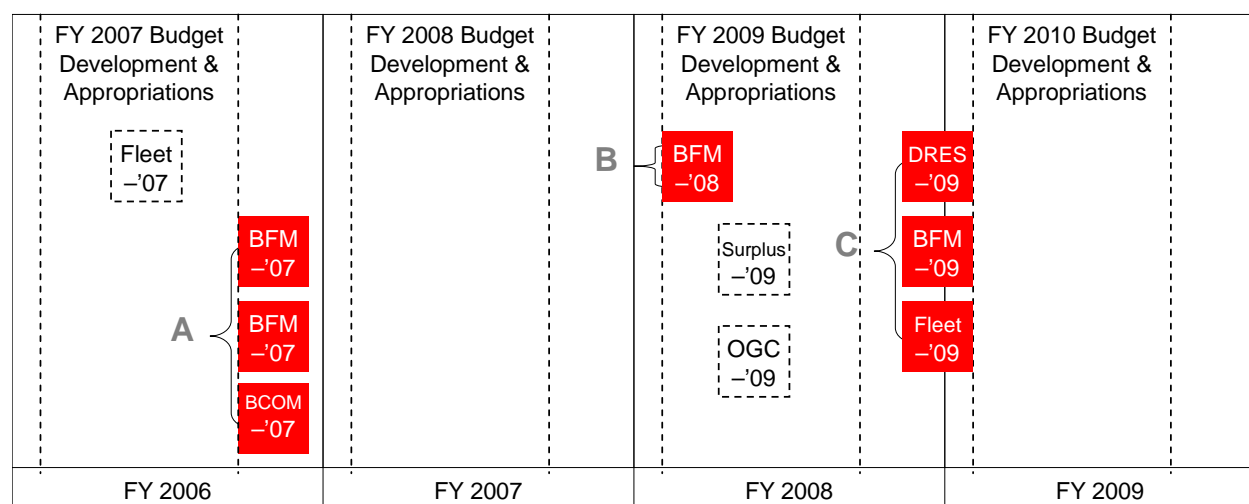 FY 2007 Budget
Development &
Appropriations
FY 2008 Budget
Development &
Appropriations
FY 2009 Budget
Development &
Appropriations
FY 2010 Budget
Development &
Appropriations
Fleet
–’07
BFM
–’07
BFM
–’07
BCOM
–’07
A
B
BFM
–’08
Surplus
–’09
OGC
–’09
C
DRES
–’09
BFM
–’09
Fleet
–’09
FY 2006
FY 2007
FY 2008
FY 2009